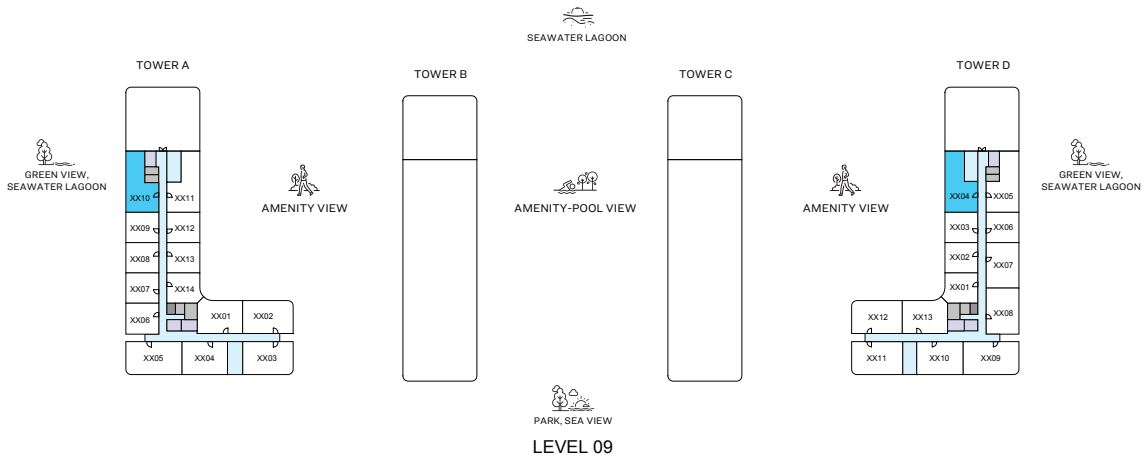 SEAWATER LAGOON
TOWER A
TOWER B
TOWER C
TOWER D
GREEN VIEW,
SEAWATER LAGOON
AMENITY VIEW
AMENITY-POOL VIEW
AMENITY VIEW
GREEN VIEW,
SEAWATER LAGOON
XX10
XX11
XX09
XX12
XX08
XX13
XX07
XX14
XX06
XX01
XX02
XX05
XX04
XX03
XX04
XX05
XX03
XX06
XX02
XX07
XX01
XX08
XX12
XX13
XX11
XX10
XX09
PARK, SEA VIEW
LEVEL 09